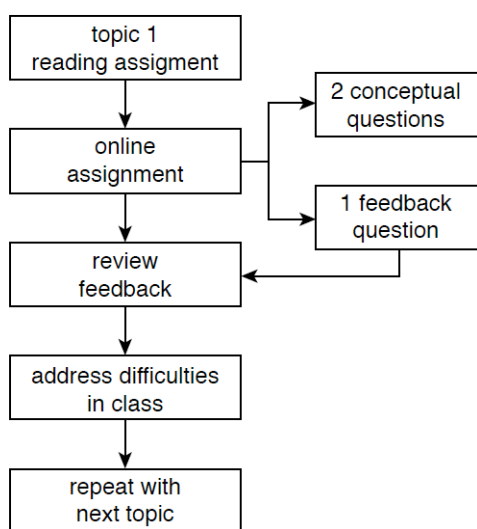 topic 1
reading assigment
2 conceptual
questions
online
assignment
1 feedback
question
review
feedback
address difficulties
in class
repeat with
next topic